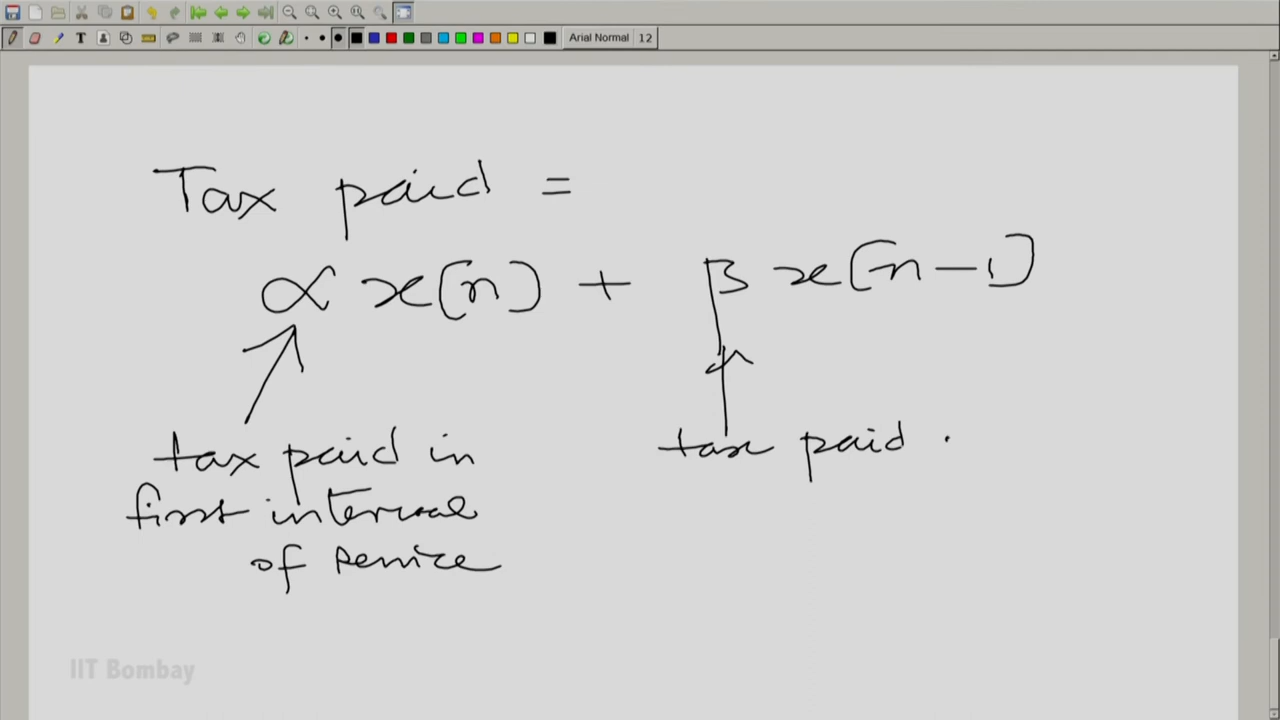 Arial Normal 12
Tax paid =
α x[n] + β x[n-1]
tax paid in
first interval
of service
tax paid .
IIT Bombay